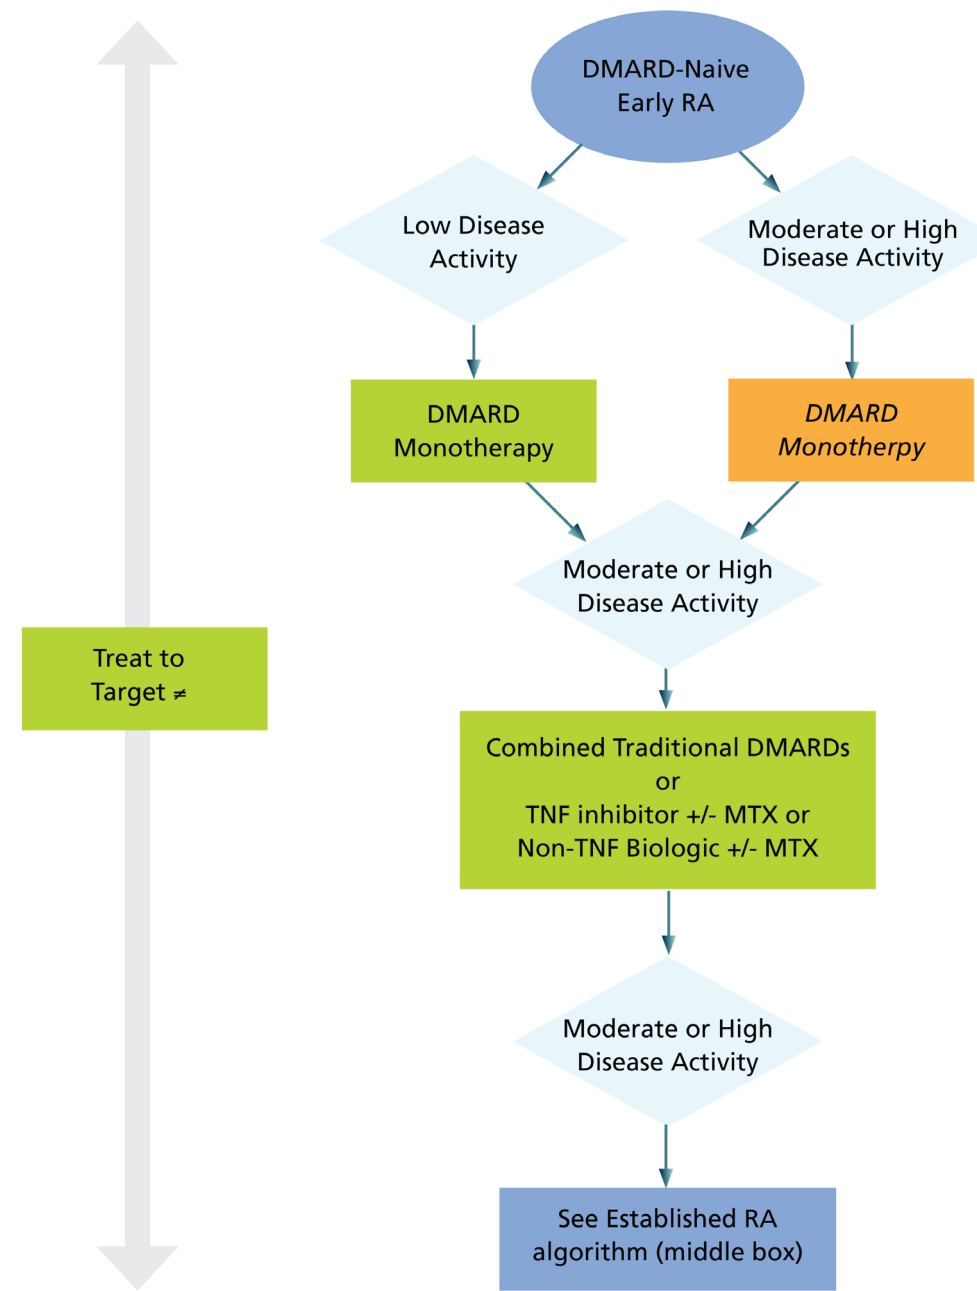 DMARD-Naive
Early RA
Low Disease
Activity
Moderate or High
Disease Activity
DMARD
Monotherapy
DMARD
Monotherpy
Moderate or High
Disease Activity
Treat to
Target ≠
Combined Traditional DMARDs
or
TNF inhibitor +/- MTX or
Non-TNF Biologic +/- MTX
Moderate or High
Disease Activity
See Established RA
algorithm (middle box)